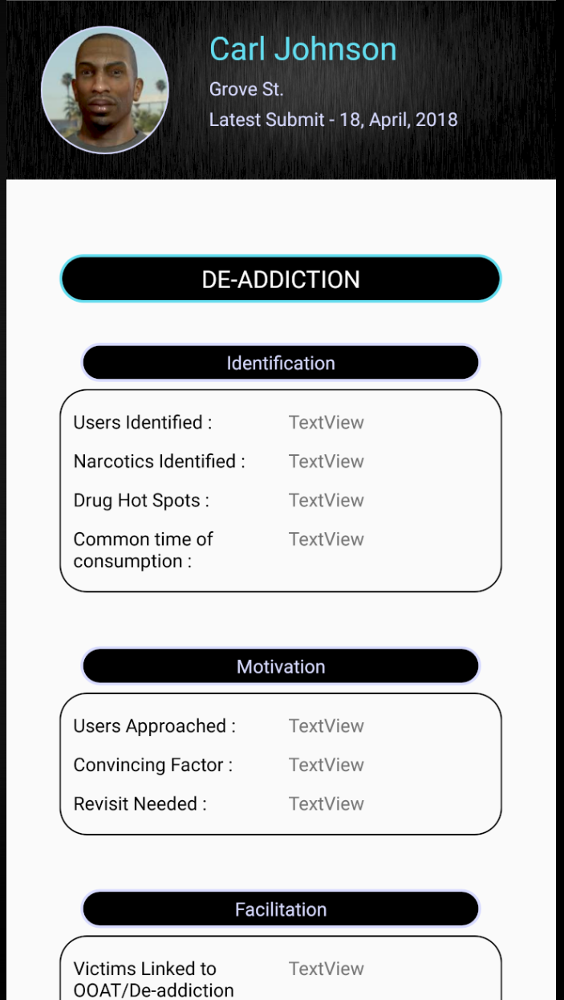 Carl Johnson
Grove St.
Latest Submit - 18, April, 2018
DE-ADDICTION
Identification
Users Identified : TextView
Narcotics Identified : TextView
Drug Hot Spots : TextView
Common time of TextView
consumption :
Motivation
Users Approached : TextView
Convincing Factor : TextView
Revisit Needed : TextView
Facilitation
Victims Linked to TextView
OOAT/De-addiction